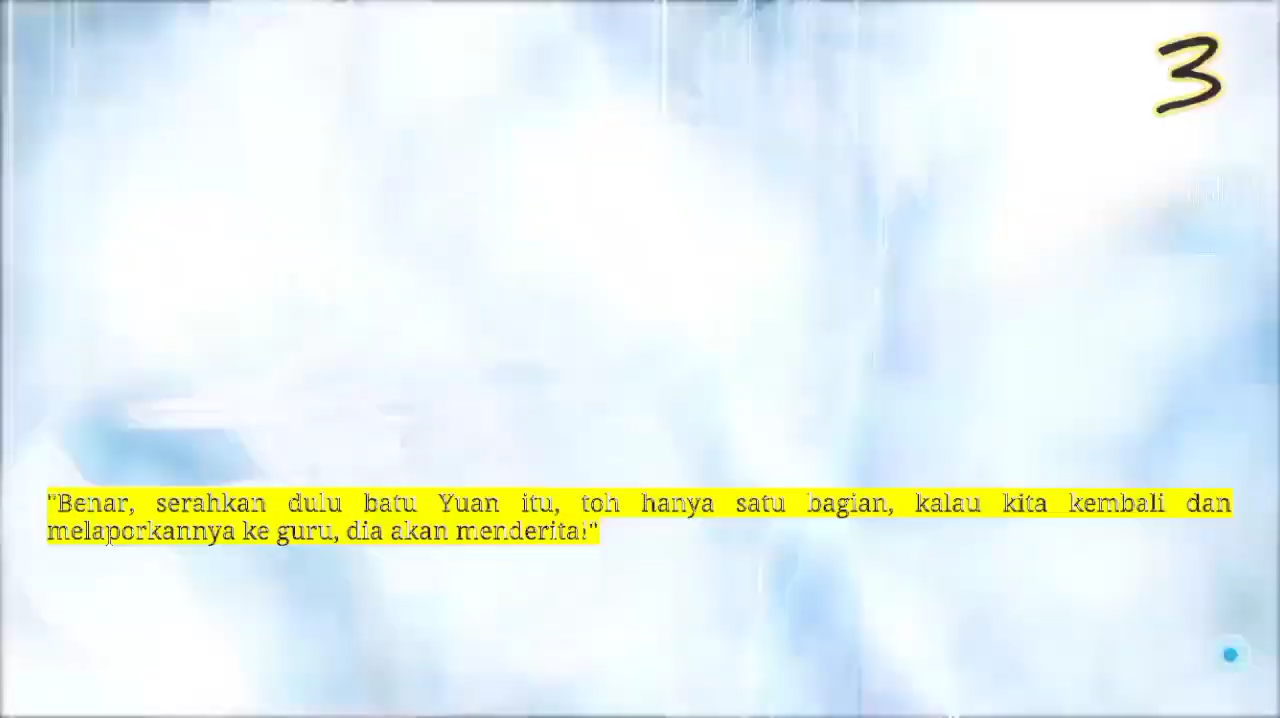 3
"Benar, serahkan dulu batu Yuan itu, toh hanya satu bagian, kalau kita kembali dan
melaporkannya ke guru, dia akan menderita!"